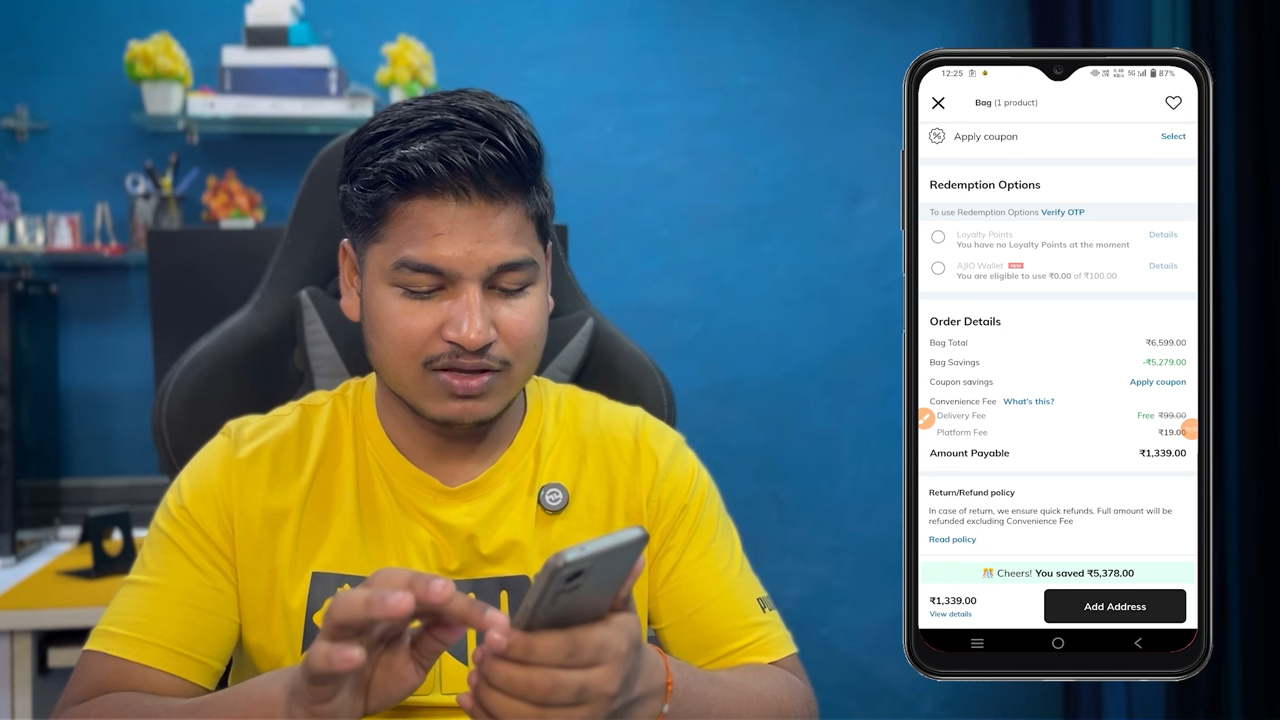 12:25
5G
87%
Bag (1 product)
Apply coupon
Select
Redemption Options
To use Redemption Options Verify OTP
Loyalty Points
Details
You have no Loyalty Points at the moment
AJIO Wallet NEW
Details
You are eligible to use ₹0.00 of ₹100.00
Order Details
Bag Total ₹6,599.00
Bag Savings -₹5,279.00
Coupon savings Apply coupon
Convenience Fee What's this?
Delivery Fee Free ₹99.00
Platform Fee ₹19.00
Amount Payable ₹1,339.00
Return/Refund policy
In case of return, we ensure quick refunds. Full amount will be
refunded excluding Convenience Fee
Read policy
Cheers! You saved ₹5,378.00
₹1,339.00
View details
Add Address